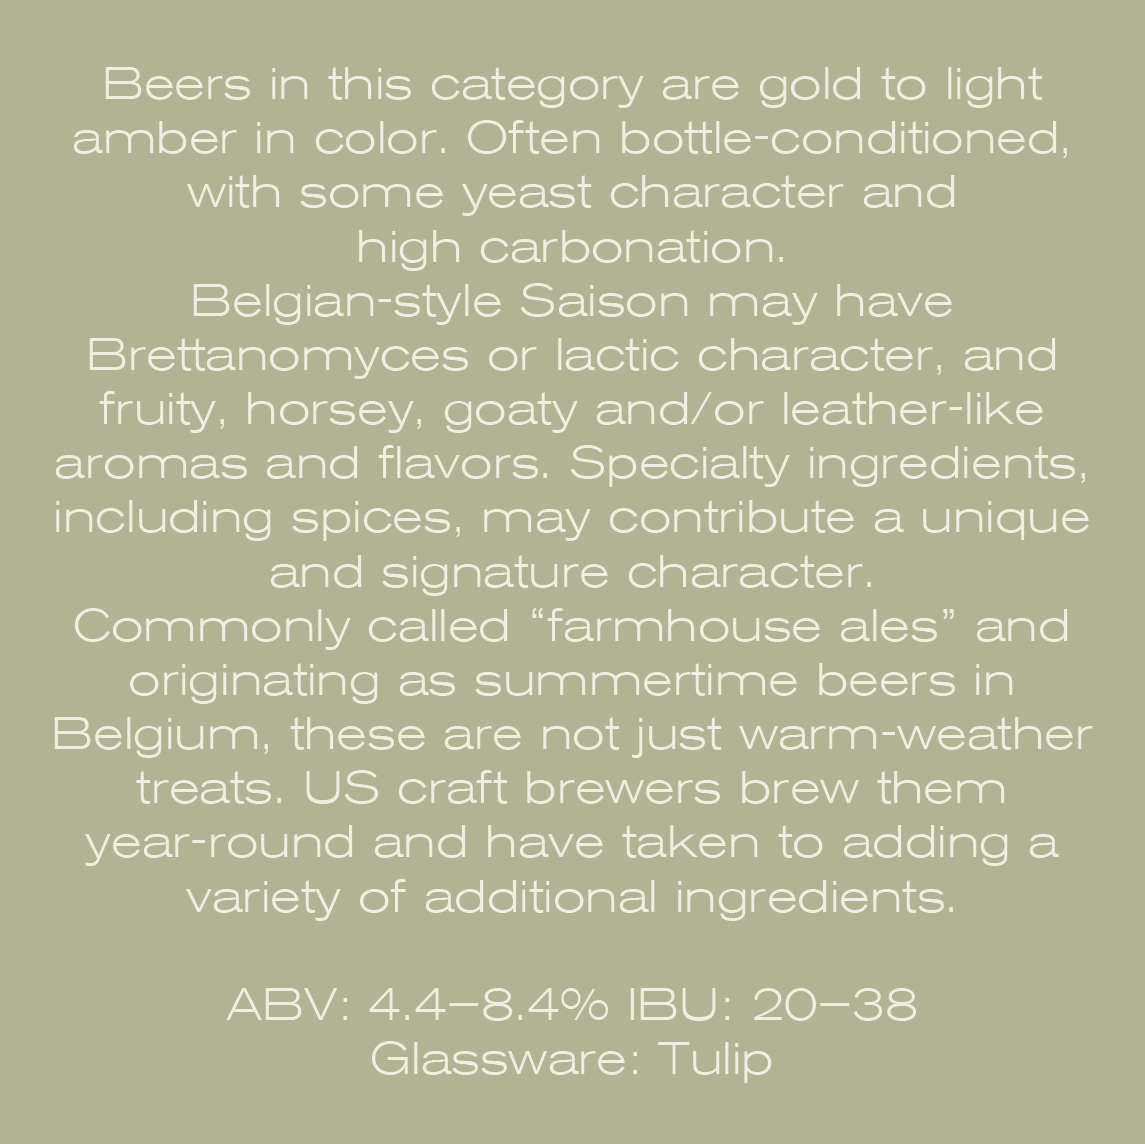 Beers in this category are gold to light
amber in color. Often bottle-conditioned,
with some yeast character and
high carbonation.
Belgian-style Saison may have
Brettanomyces or lactic character, and
fruity, horsey, goaty and/or leather-like
aromas and flavors. Specialty ingredients,
including spices, may contribute a unique
and signature character.
Commonly called “farmhouse ales” and
originating as summertime beers in
Belgium, these are not just warm-weather
treats. US craft brewers brew them
year-round and have taken to adding a
variety of additional ingredients.
ABV: 4.4–8.4% IBU: 20–38
Glassware: Tulip